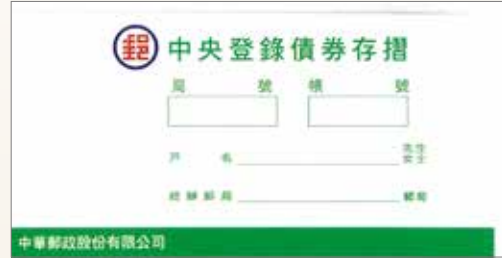 郵 中央登錄債券存摺
局 號 帳 號
戶 名 先生
女士
經辦郵局 郵局
中華郵政股份有限公司